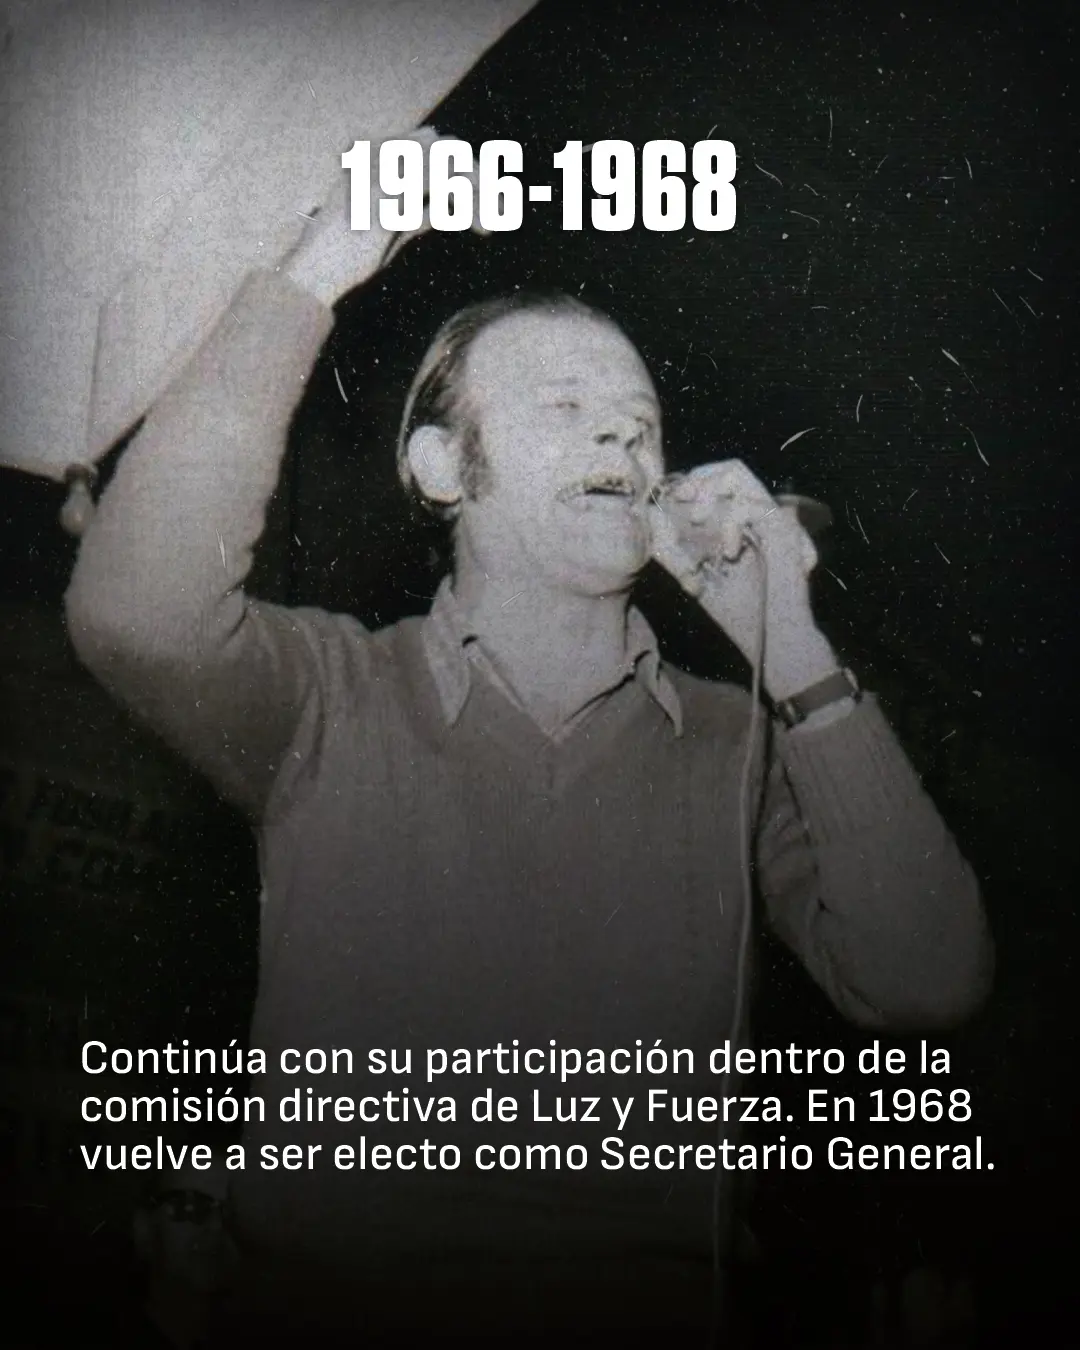 1966-1968
Continúa con su participación dentro de la
comisión directiva de Luz y Fuerza. En 1968
vuelve a ser electo como Secretario General.